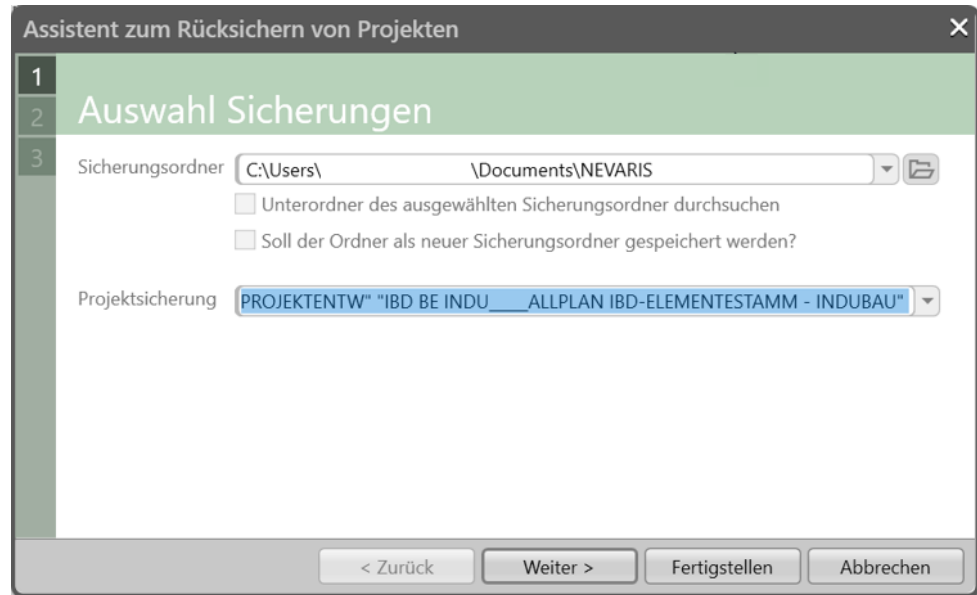 Assistent zum Rücksichern von Projekten
1
2
3
Auswahl Sicherungen
Sicherungsordner C:\Users\ \Documents\NEVARIS
Unterordner des ausgewählten Sicherungsordner durchsuchen
Soll der Ordner als neuer Sicherungsordner gespeichert werden?
Projektsicherung PROJEKTENTW" "IBD BE INDU____ALLPLAN IBD-ELEMENTESTAMM - INDUBAU"
< Zurück Weiter > Fertigstellen Abbrechen